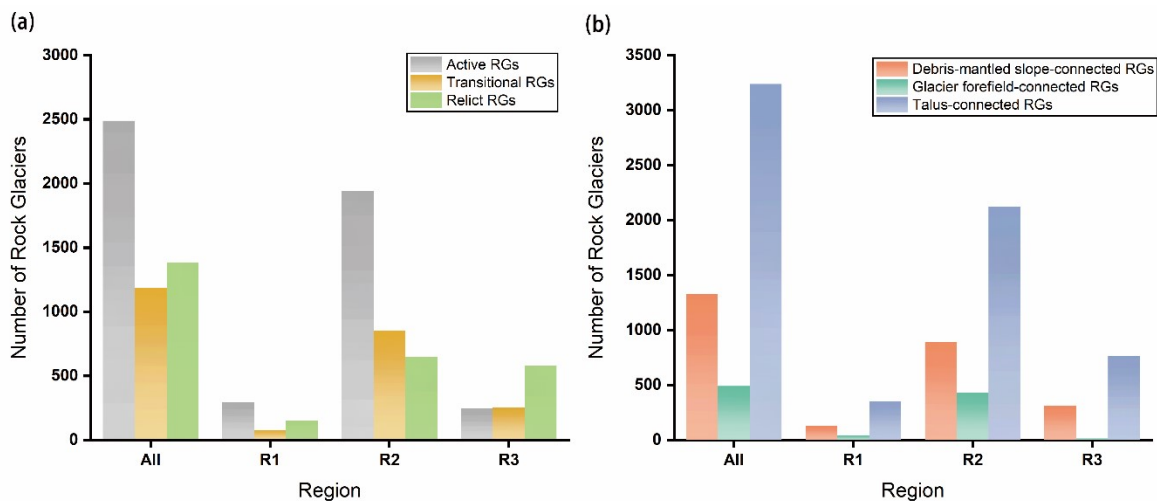 (a)
Number of Rock Glaciers
3000
2500
2000
1500
1000
500
0
Active RGs
Transitional RGs
Relict RGs
All
R1
R2
R3
Region
(b)
Number of Rock Glaciers
3500
3000
2500
2000
1500
1000
500
0
Debris-mantled slope-connected RGs
Glacier forefield-connected RGs
Talus-connected RGs
All
R1
R2
R3
Region